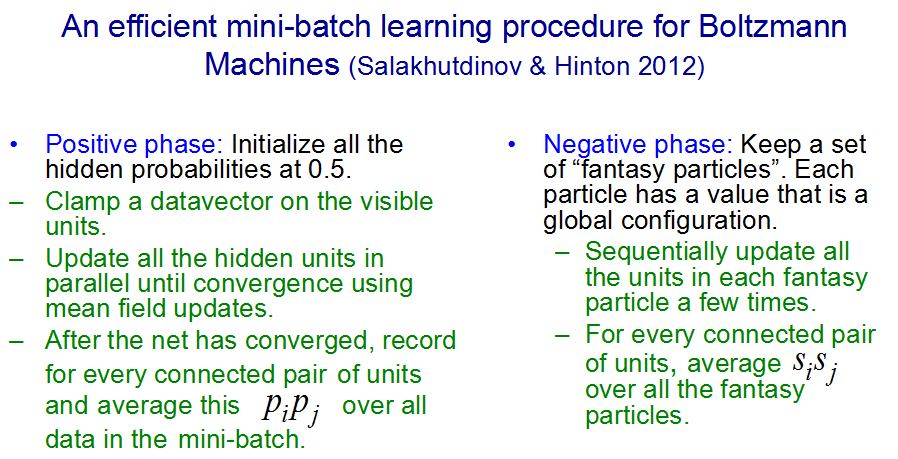 An efficient mini-batch learning procedure for Boltzmann
Machines (Salakhutdinov & Hinton 2012)
• Positive phase: Initialize all the
hidden probabilities at 0.5.
– Clamp a datavector on the visible
units.
– Update all the hidden units in
parallel until convergence using
mean field updates.
– After the net has converged, record
for every connected pair of units
and average this p_i p_j over all
data in the mini-batch.
• Negative phase: Keep a set
of “fantasy particles”. Each
particle has a value that is a
global configuration.
– Sequentially update all
the units in each fantasy
particle a few times.
– For every connected pair
of units, average s_i s_j
over all the fantasy
particles.